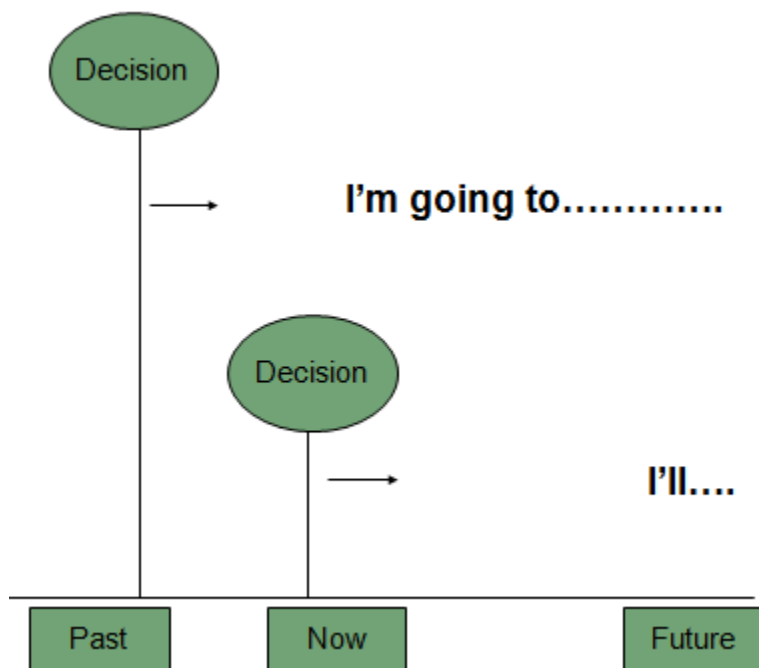 Decision
I’m going to………….
Decision
I’ll….
Past
Now
Future